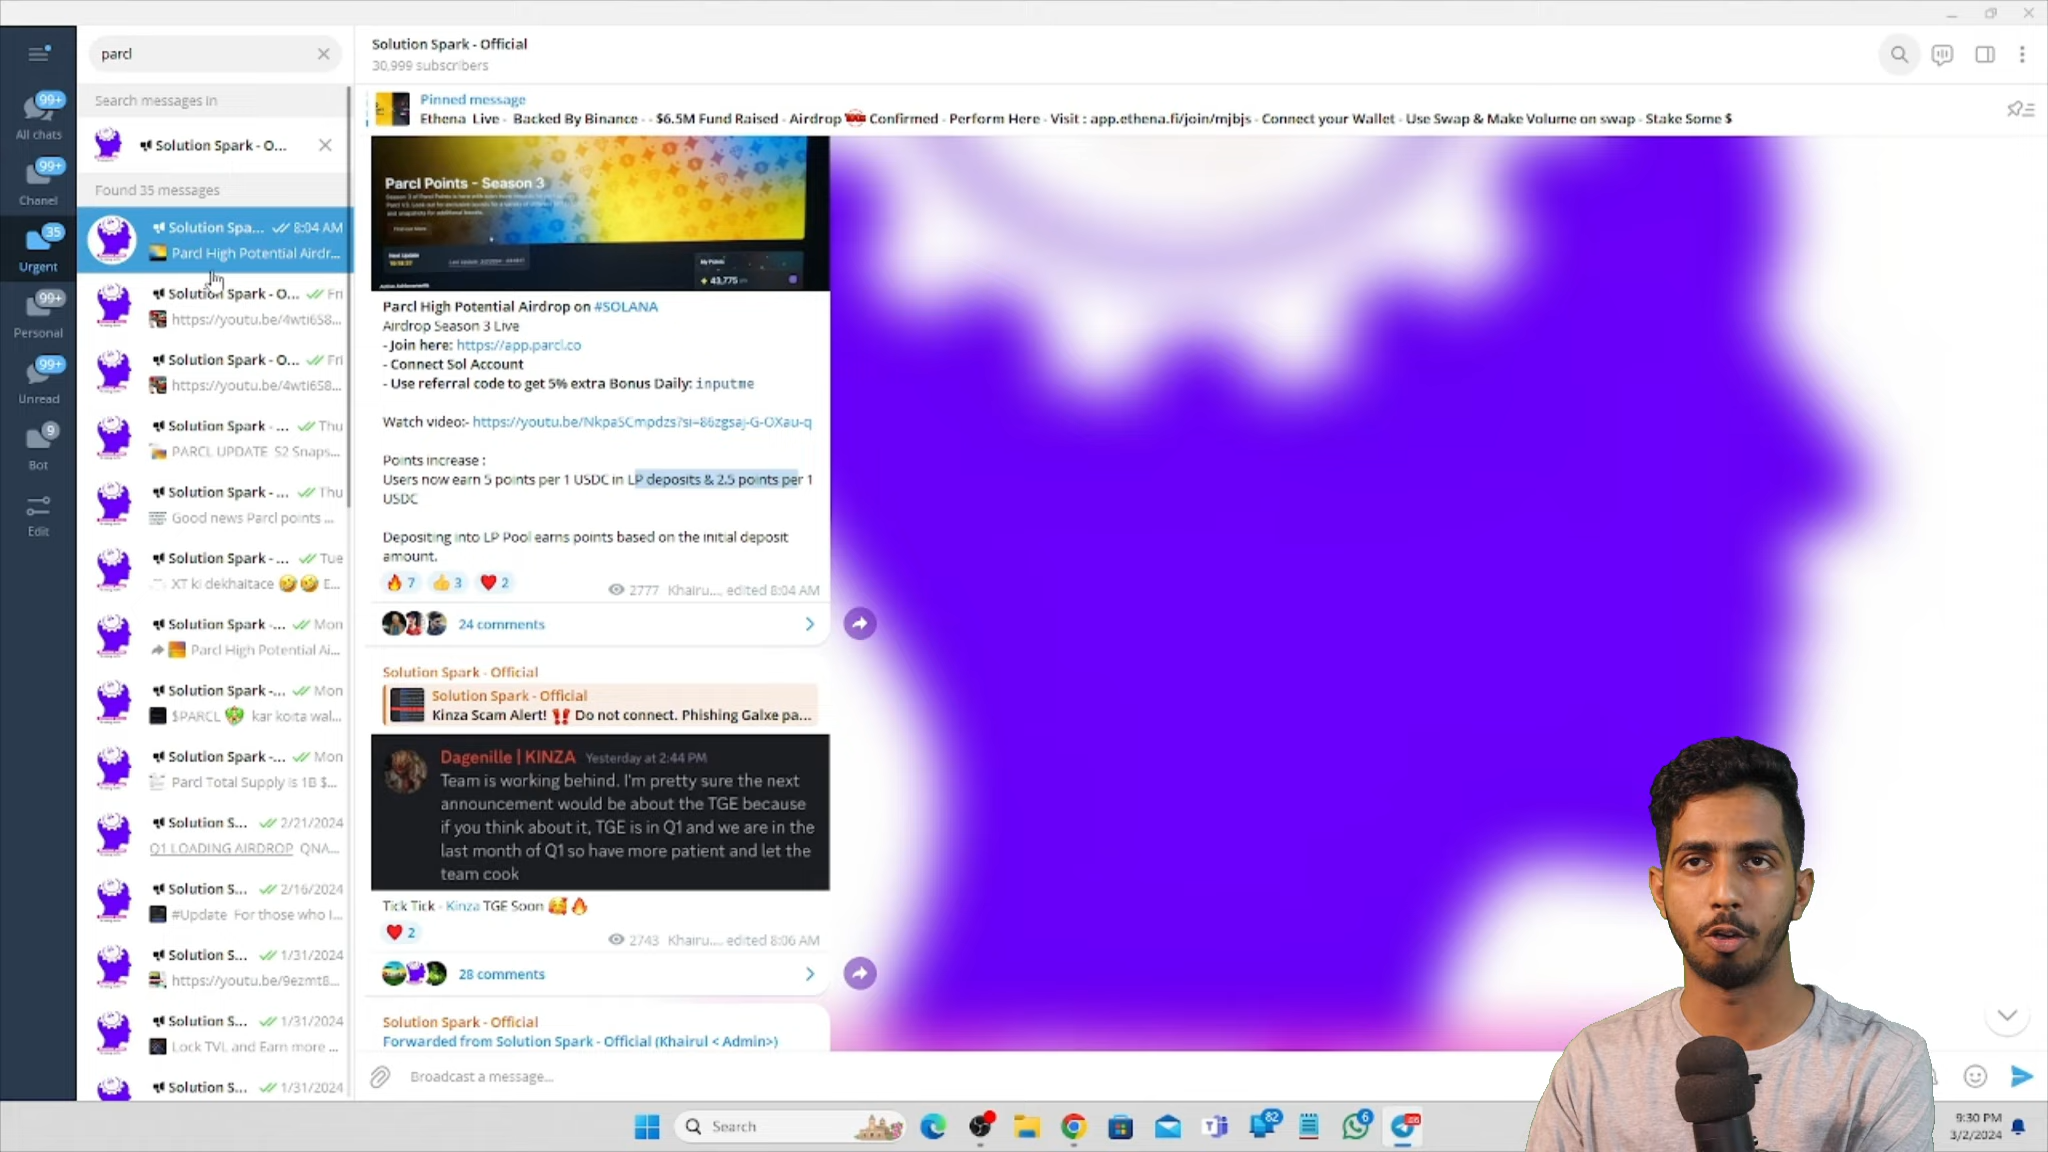 parcl
Search messages in
Solution Spark - O...
Found 35 messages
Solution Spa... 8:04 AM
Parcl High Potential Airdr...
Solution Spark - O... Fri
https://youtu.be/4wti6S8...
Solution Spark - O... Fri
https://youtu.be/4wti6S8...
Solution Spark - ... Thu
PARCL UPDATE S2 Snaps...
Solution Spark - ... Thu
Good news Parcl points ...
Solution Spark - ... Tue
XT ki dekhaitace 🤣🤣 E...
Solution Spark -... Mon
Parcl High Potential Ai...
Solution Spark -... Mon
$PARCL kar koita wal...
Solution Spark -... Mon
Parcl Total Supply is 1B $...
Solution S... 2/21/2024
Q1 LOADING AIRDROP QNA...
Solution S... 2/16/2024
#Update For those who I...
Solution S... 1/31/2024
https://youtu.be/9ezmt8...
Solution S... 1/31/2024
Lock TVL and Earn more ...
Solution S... 1/31/2024
99+
All chats
99+
Chanel
35
Urgent
99+
Personal
99+
Unread
9
Bot
Edit
Solution Spark - Official
30,999 subscribers
Pinned message
Ethena Live - Backed By Binance - - $6.5M Fund Raised - Airdrop Confirmed - Perform Here - Visit : app.ethena.fi/join/mjbjs - Connect your Wallet - Use Swap & Make Volume on swap - Stake Some $
Parcl Points - Season 3
My Points
43,775
Parcl High Potential Airdrop on #SOLANA
Airdrop Season 3 Live
- Join here: https://app.parcl.co
- Connect Sol Account
- Use referral code to get 5% extra Bonus Daily: inputme
Watch video:- https://youtu.be/NkpaSCmpdzs?si=86zgsaj-G-OXau-q
Points increase :
Users now earn 5 points per 1 USDC in LP deposits & 2.5 points per 1
USDC
Depositing into LP Pool earns points based on the initial deposit
amount.
🔥 7 👍 3 ❤️ 2
2777 Khairu..., edited 8:04 AM
24 comments
Solution Spark - Official
Solution Spark - Official
Kinza Scam Alert! ‼️ Do not connect. Phishing Galxe pa...
Dagenille | KINZA Yesterday at 2:44 PM
Team is working behind. I'm pretty sure the next
announcement would be about the TGE because
if you think about it, TGE is in Q1 and we are in the
last month of Q1 so have more patient and let the
team cook
Tick Tick - Kinza TGE Soon 🥰🔥
❤️ 2
2743 Khairu..., edited 8:06 AM
28 comments
Solution Spark - Official
Forwarded from Solution Spark - Official (Khairul < Admin>)
Broadcast a message...
Search
82
6
9:30 PM
3/2/2024